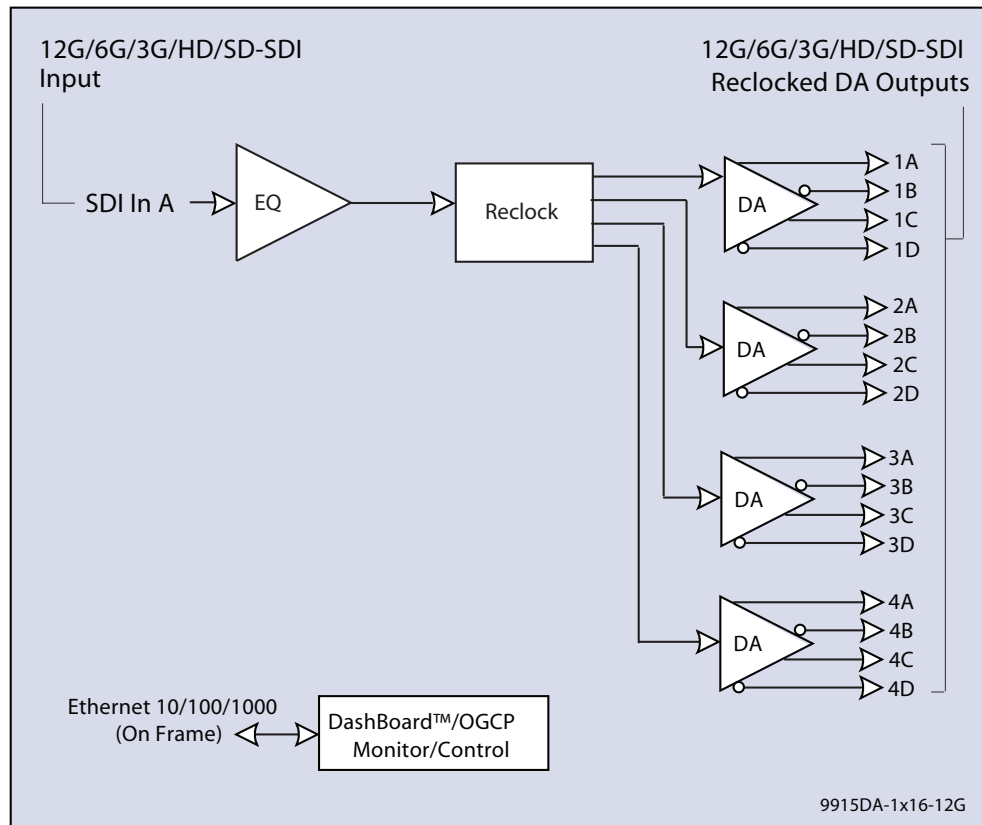 12G/6G/3G/HD/SD-SDI
Input
12G/6G/3G/HD/SD-SDI
Reclocked DA Outputs
SDI In A
EQ
Reclock
DA
1A
1B
1C
1D
DA
2A
2B
2C
2D
DA
3A
3B
3C
3D
DA
4A
4B
4C
4D
Ethernet 10/100/1000
(On Frame)
DashBoard™/OGCP
Monitor/Control
9915DA-1x16-12G